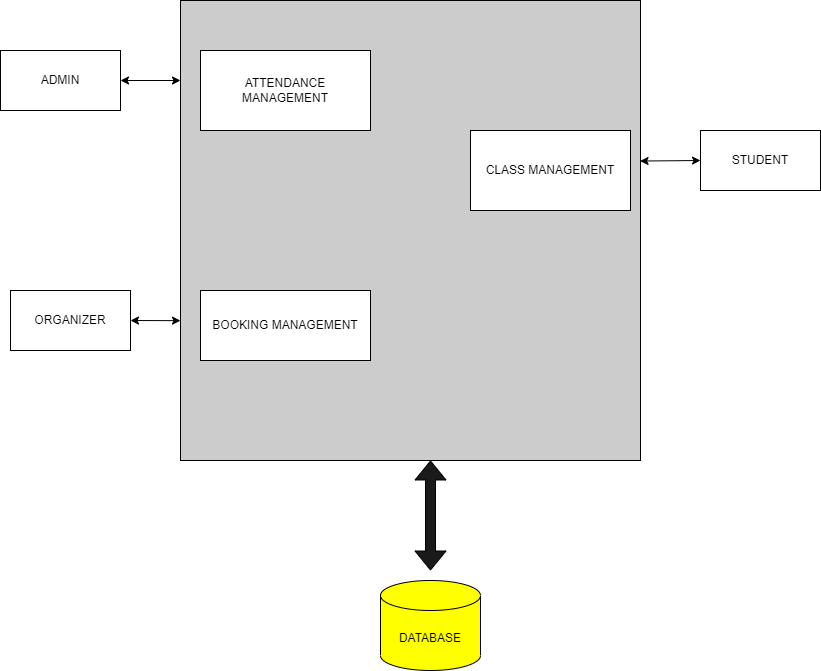 ADMIN
ATTENDANCE
MANAGEMENT
CLASS MANAGEMENT
STUDENT
ORGANIZER
BOOKING MANAGEMENT
DATABASE